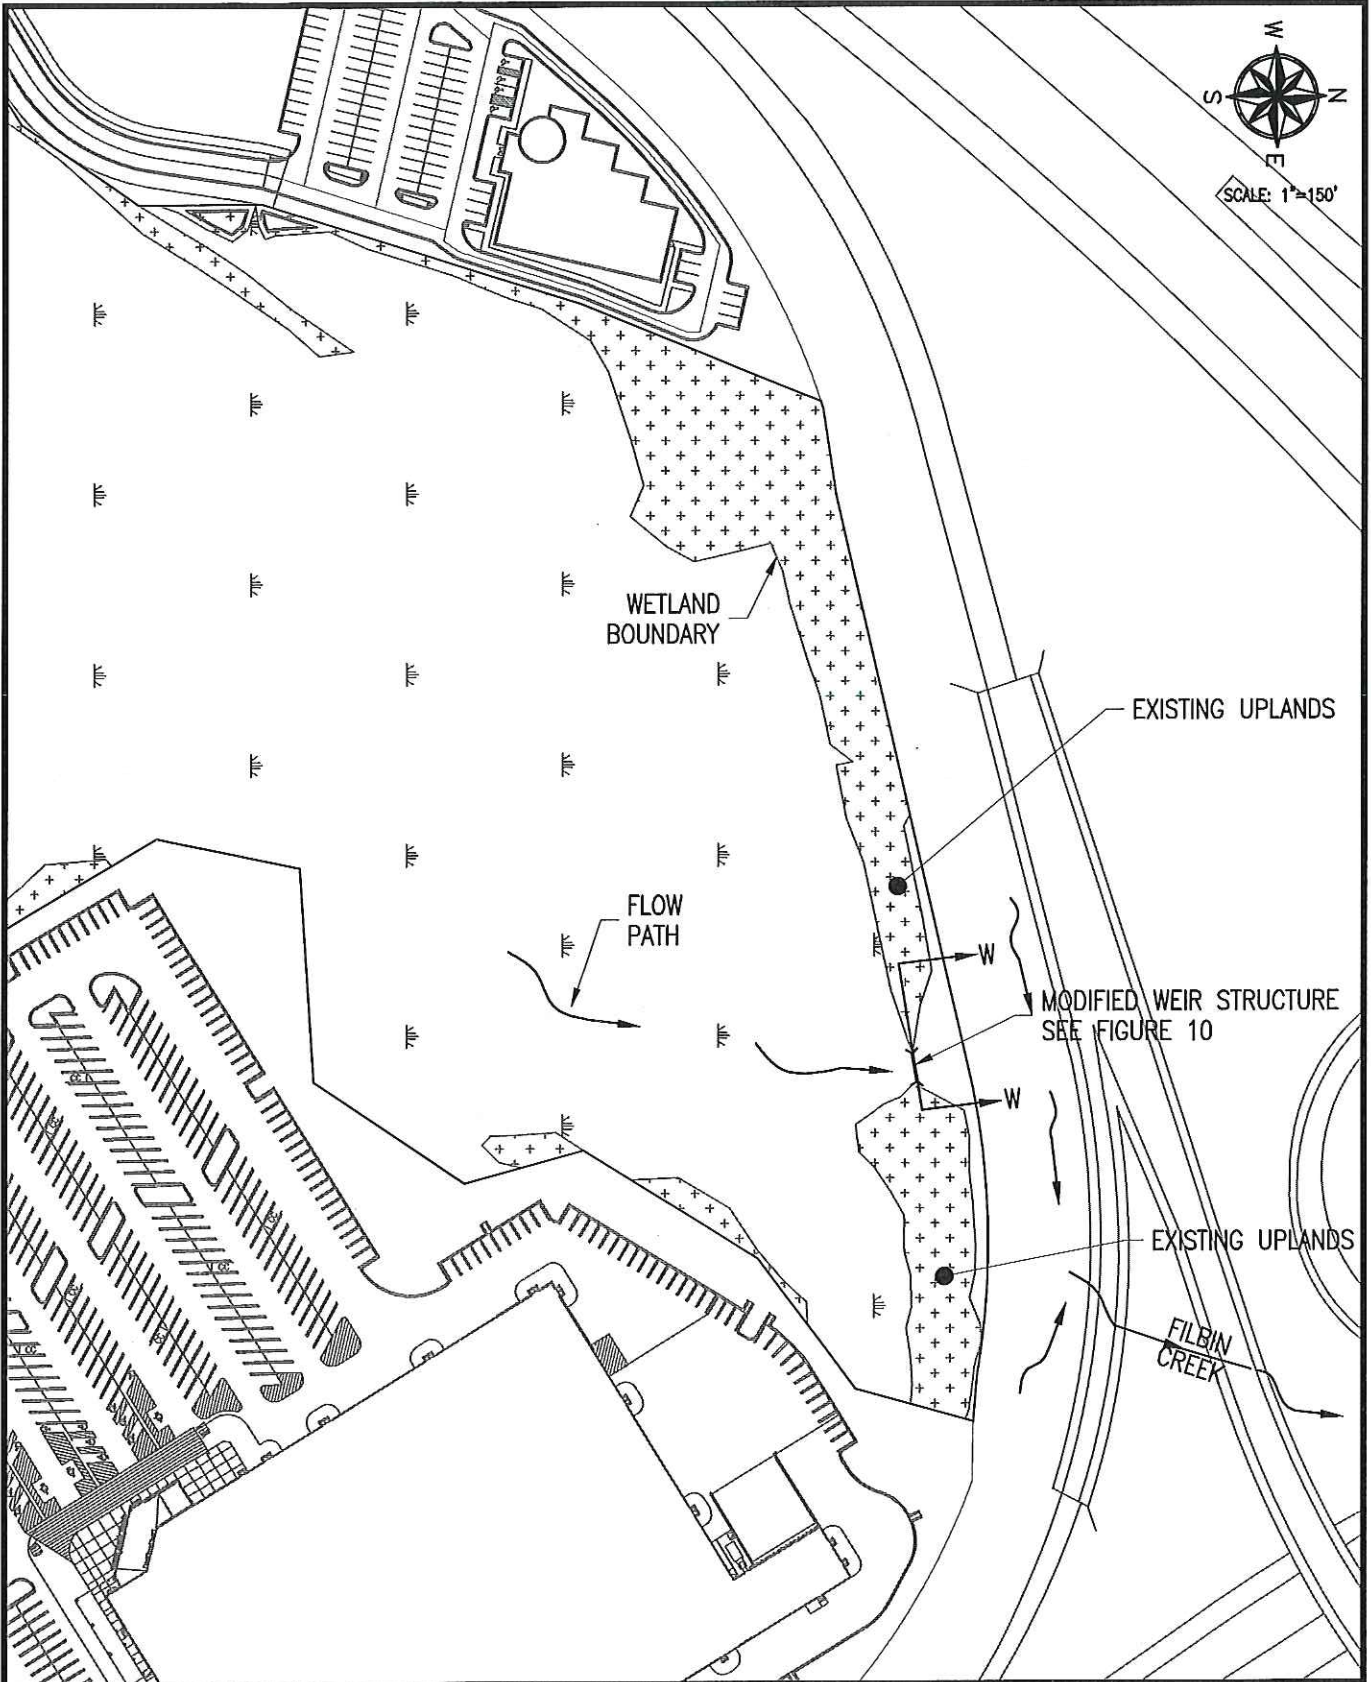 W
N
S
E
SCALE: 1"=150'
WETLAND
BOUNDARY
EXISTING UPLANDS
FLOW
PATH
W
MODIFIED WEIR STRUCTURE
SEE FIGURE 10
W
EXISTING UPLANDS
FILBIN
CREEK